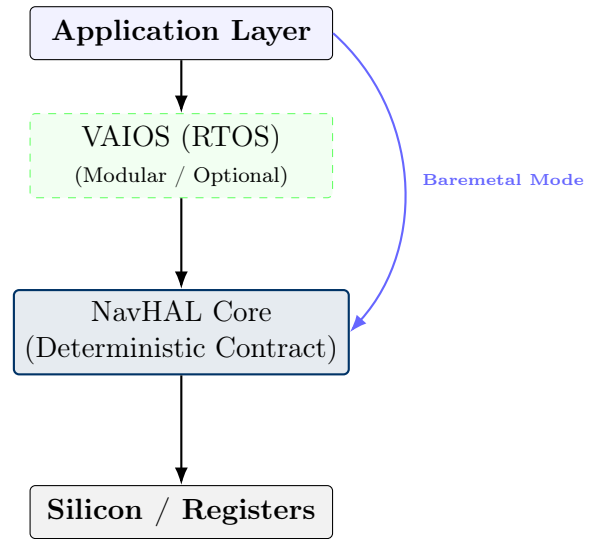 Application Layer
VAIOS (RTOS)
(Modular / Optional)
Baremetal Mode
NavHAL Core
(Deterministic Contract)
Silicon / Registers